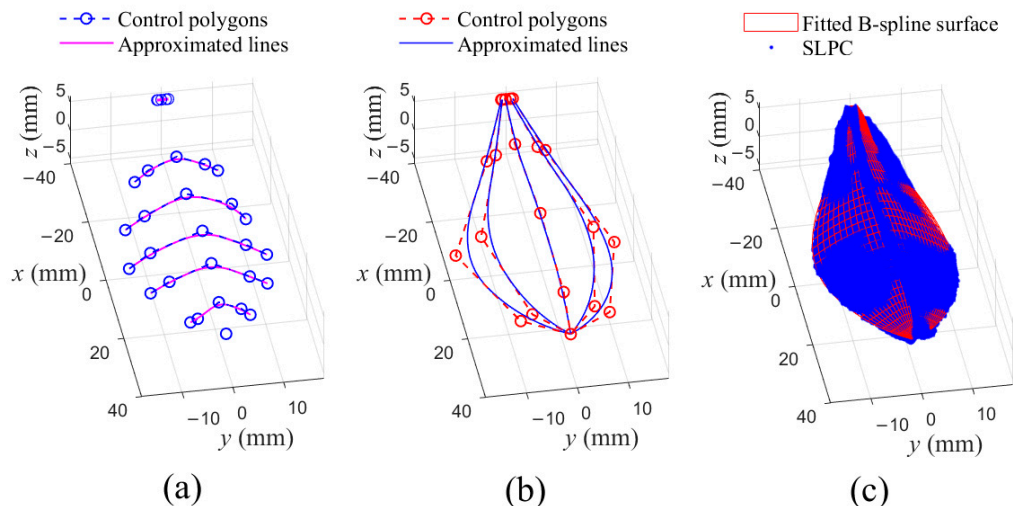 Control polygons
Approximated lines
5
0
−5
z (mm)
−40
−20
0
20
40
x (mm)
−10
0
10
y (mm)
(a)
Control polygons
Approximated lines
5
0
−5
z (mm)
−40
−20
0
20
40
x (mm)
−10
0
10
y (mm)
(b)
Fitted B-spline surface
SLPC
5
0
−5
z (mm)
−40
−20
0
20
40
x (mm)
−10
0
10
y (mm)
(c)